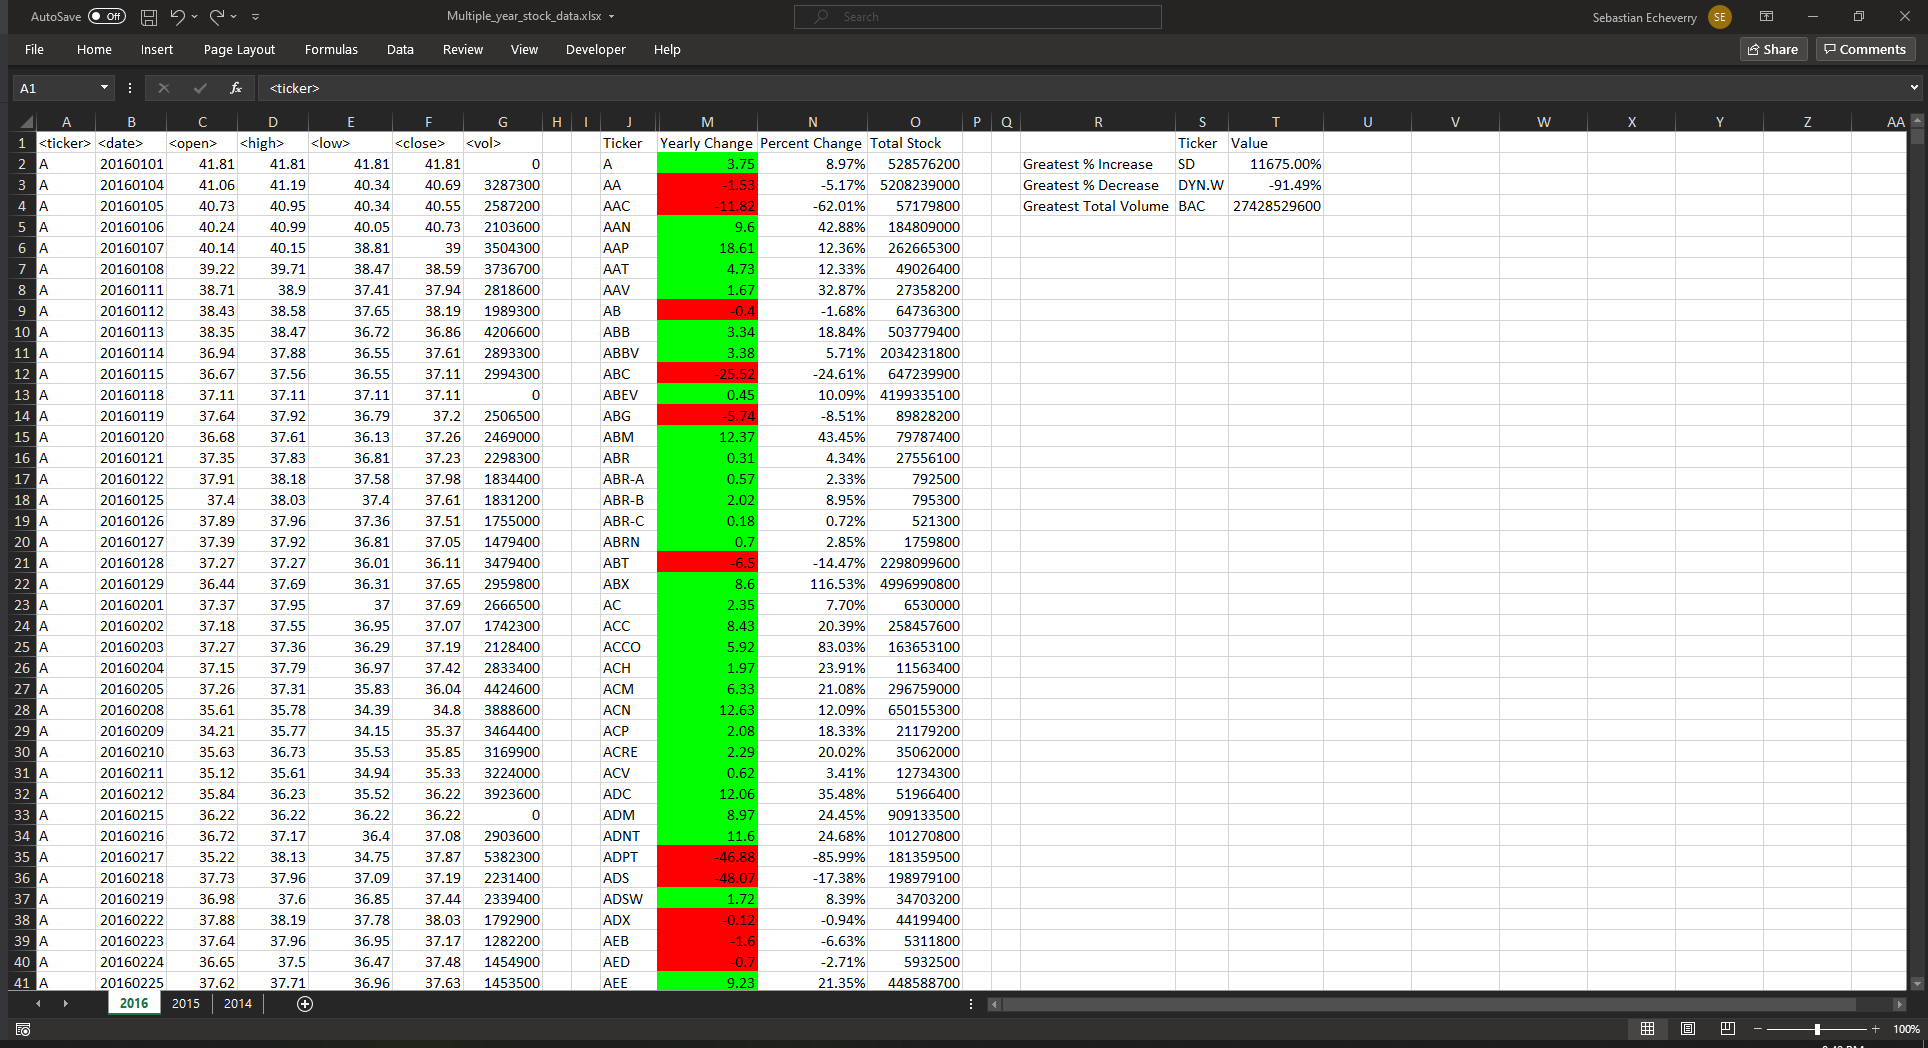 AutoSave Off Multiple_year_stock_data.xlsx Search Sebastian Echeverry SE
File Home Insert Page Layout Formulas Data Review View Developer Help Share Comments
A1 fx <ticker>
A B C D E F G H I J M N O P Q R S T U V W X Y Z AA
1 <ticker> <date> <open> <high> <low> <close> <vol> Ticker Yearly Change Percent Change Total Stock Ticker Value
2 A 20160101 41.81 41.81 41.81 41.81 0 A 3.75 8.97% 528576200 Greatest % Increase SD 11675.00%
3 A 20160104 41.06 41.19 40.34 40.69 3287300 AA -1.53 -5.17% 5208239000 Greatest % Decrease DYN.W -91.49%
4 A 20160105 40.73 40.95 40.34 40.55 2587200 AAC -11.82 -62.01% 57179800 Greatest Total Volume BAC 27428529600
5 A 20160106 40.24 40.99 40.05 40.73 2103600 AAN 9.6 42.88% 184809000
6 A 20160107 40.14 40.15 38.81 39 3504300 AAP 18.61 12.36% 262665300
7 A 20160108 39.22 39.71 38.47 38.59 3736700 AAT 4.73 12.33% 49026400
8 A 20160111 38.71 38.9 37.41 37.94 2818600 AAV 1.67 32.87% 27358200
9 A 20160112 38.43 38.58 37.65 38.19 1989300 AB -0.4 -1.68% 64736300
10 A 20160113 38.35 38.47 36.72 36.86 4206600 ABB 3.34 18.84% 503779400
11 A 20160114 36.94 37.88 36.55 37.61 2893300 ABBV 3.38 5.71% 2034231800
12 A 20160115 36.67 37.56 36.55 37.11 2994300 ABC -25.52 -24.61% 647239900
13 A 20160118 37.11 37.11 37.11 37.11 0 ABEV 0.45 10.09% 4199335100
14 A 20160119 37.64 37.92 36.79 37.2 2506500 ABG -5.74 -8.51% 89828200
15 A 20160120 36.68 37.61 36.13 37.26 2469000 ABM 12.37 43.45% 79787400
16 A 20160121 37.35 37.83 36.81 37.23 2298300 ABR 0.31 4.34% 27556100
17 A 20160122 37.91 38.18 37.58 37.98 1834400 ABR-A 0.57 2.33% 792500
18 A 20160125 37.4 38.03 37.4 37.61 1831200 ABR-B 2.02 8.95% 795300
19 A 20160126 37.89 37.96 37.36 37.51 1755000 ABR-C 0.18 0.72% 521300
20 A 20160127 37.39 37.92 36.81 37.05 1479400 ABRN 0.7 2.85% 1759800
21 A 20160128 37.27 37.27 36.01 36.11 3479400 ABT -6.5 -14.47% 2298099600
22 A 20160129 36.44 37.69 36.31 37.65 2959800 ABX 8.6 116.53% 4996990800
23 A 20160201 37.37 37.95 37 37.69 2666500 AC 2.35 7.70% 6530000
24 A 20160202 37.18 37.55 36.95 37.07 1742300 ACC 8.43 20.39% 258457600
25 A 20160203 37.27 37.36 36.29 37.19 2128400 ACCO 5.92 83.03% 163653100
26 A 20160204 37.15 37.79 36.97 37.42 2833400 ACH 1.97 23.91% 11563400
27 A 20160205 37.26 37.31 35.83 36.04 4424600 ACM 6.33 21.08% 296759000
28 A 20160208 35.61 35.78 34.39 34.8 3888600 ACN 12.63 12.09% 650155300
29 A 20160209 34.21 35.77 34.15 35.37 3464400 ACP 2.08 18.33% 21179200
30 A 20160210 35.63 36.73 35.53 35.85 3169900 ACRE 2.29 20.02% 35062000
31 A 20160211 35.12 35.61 34.94 35.33 3224000 ACV 0.62 3.41% 12734300
32 A 20160212 35.84 36.23 35.52 36.22 3923600 ADC 12.06 35.48% 51966400
33 A 20160215 36.22 36.22 36.22 36.22 0 ADM 8.97 24.45% 909133500
34 A 20160216 36.72 37.17 36.4 37.08 2903600 ADNT 11.6 24.68% 101270800
35 A 20160217 35.22 38.13 34.75 37.87 5382300 ADPT -46.88 -85.99% 181359500
36 A 20160218 37.73 37.96 37.09 37.19 2231400 ADS -48.07 -17.38% 198979100
37 A 20160219 36.98 37.6 36.85 37.44 2339400 ADSW 1.72 8.39% 34703200
38 A 20160222 37.88 38.19 37.78 38.03 1792900 ADX -0.12 -0.94% 44199400
39 A 20160223 37.64 37.96 36.95 37.17 1282200 AEB -1.6 -6.63% 5311800
40 A 20160224 36.65 37.5 36.47 37.48 1454900 AED -0.7 -2.71% 5932500
41 A 20160225 37.62 37.71 36.96 37.63 1453500 AEE 9.23 21.35% 448588700
2016 2015 2014
100%